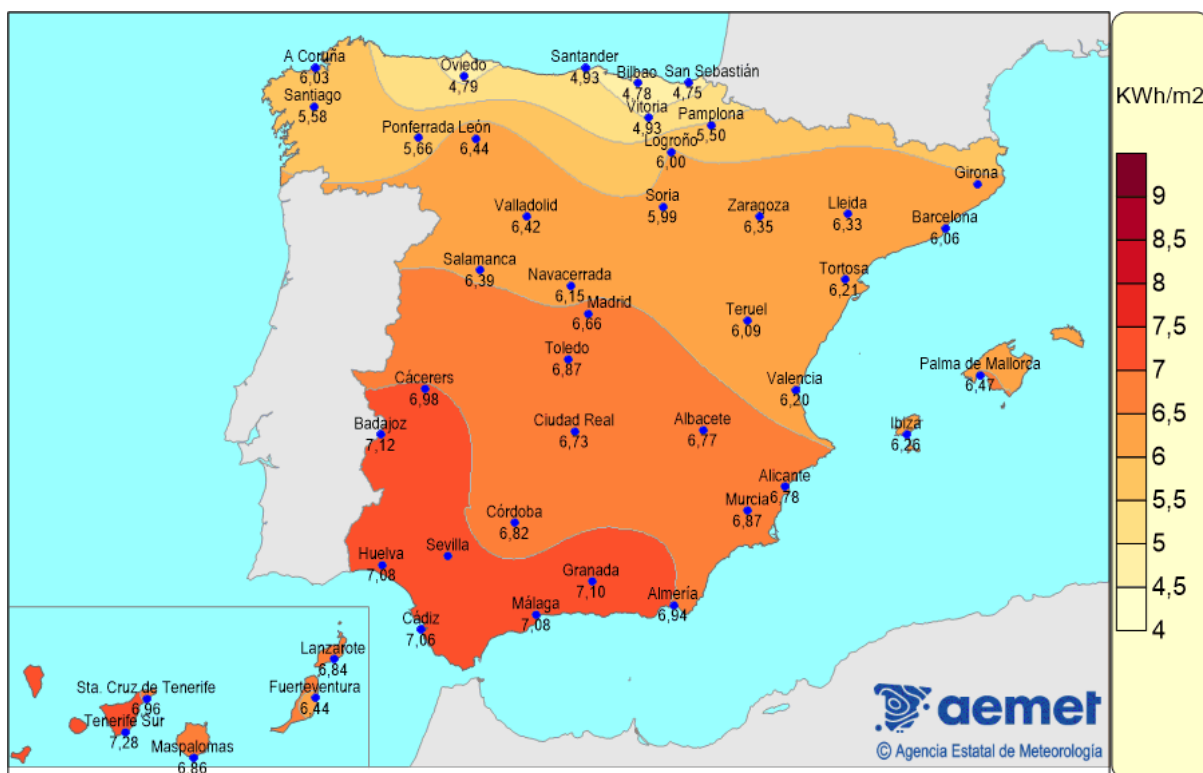 A Coruña
6,03
Oviedo
4,79
Santander
4,93
Bilbao
4,78
San Sebastián
4,75
KWh/m2
Santiago
5,58
Vitoria
4,93
Pamplona
5,50
Ponferrada
5,66
León
6,44
Logroño
6,00
Girona
Soria
5,99
Valladolid
6,42
Zaragoza
6,35
Lleida
6,33
Barcelona
6,06
Salamanca
6,39
Navacerrada
6,15
Tortosa
6,21
Madrid
6,66
Teruel
6,09
Toledo
6,87
Cácerers
6,98
Valencia
6,20
Palma de Mallorca
6,47
Badajoz
7,12
Ciudad Real
6,73
Albacete
6,77
Ibiza
6,26
Alicante
6,78
Murcia
6,87
Córdoba
6,82
Sevilla
Huelva
7,08
Granada
7,10
Almería
6,94
Málaga
7,08
Cádiz
7,06
Lanzarote
6,84
Sta. Cruz de Tenerife
6,96
Fuerteventura
6,44
Tenerife Sur
7,28
Maspalomas
6,86
9
8,5
8
7,5
7
6,5
6
5,5
5
4,5
4
aemet
© Agencia Estatal de Meteorología